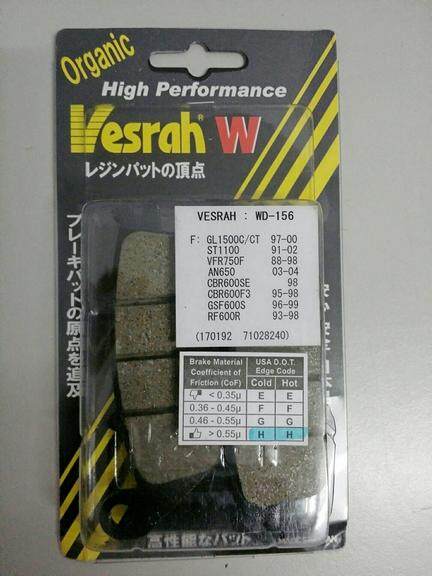 Organic
High Performance
Vesrah® W
レジンパットの頂点
ブレーキパットの原点を追及
VESRAH : WD-156
F: GL1500C/CT 97-00
ST1100 91-02
VFR750F 88-98
AN650 03-04
CBR600SE 98
CBR600F3 95-98
GSF600S 96-99
RF600R 93-98
(170192 71028240)
Brake Material Coefficient of Friction (CoF) USA D.O.T. Edge Code
Cold Hot
< 0.35μ E E
0.36 - 0.45μ F F
0.46 - 0.55μ G G
> 0.55μ H H
高性能なパット